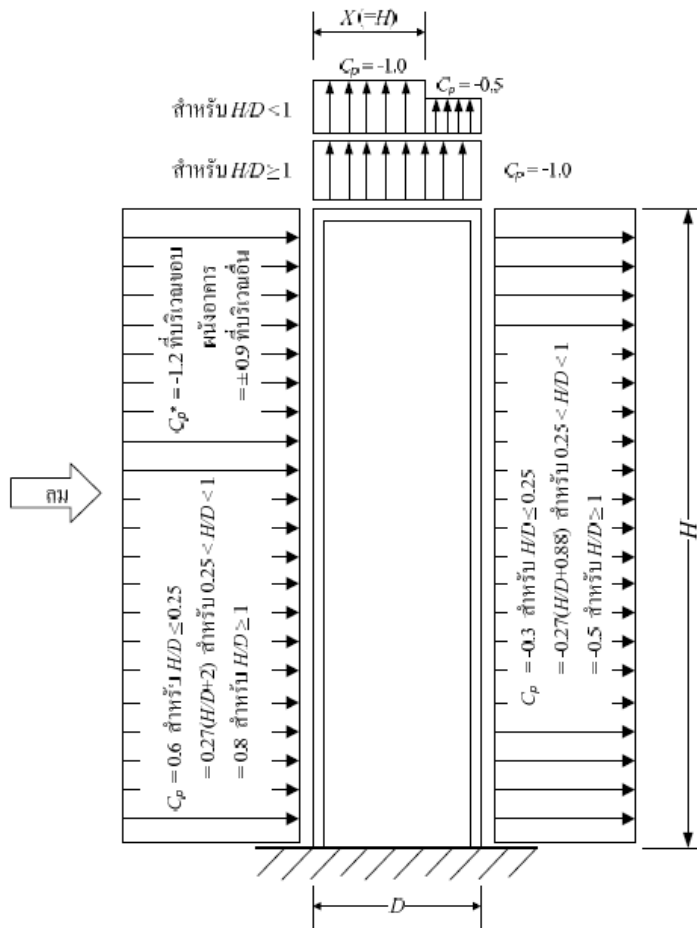 X (=H)
Cp = -1.0
Cp = -0.5
สำหรับ H/D < 1
สำหรับ H/D ≥ 1
Cp = -1.0
Cp* = -1.2 ที่บริเวณขอบ
ผนังอาคาร
= ±0.9 ที่บริเวณอื่น
ลม
Cp = 0.6 สำหรับ H/D ≤ 0.25
= 0.27(H/D+2) สำหรับ 0.25 < H/D < 1
= 0.8 สำหรับ H/D ≥ 1
Cp = -0.3 สำหรับ H/D ≤ 0.25
= -0.27(H/D+0.88) สำหรับ 0.25 < H/D < 1
= -0.5 สำหรับ H/D ≥ 1
H
D